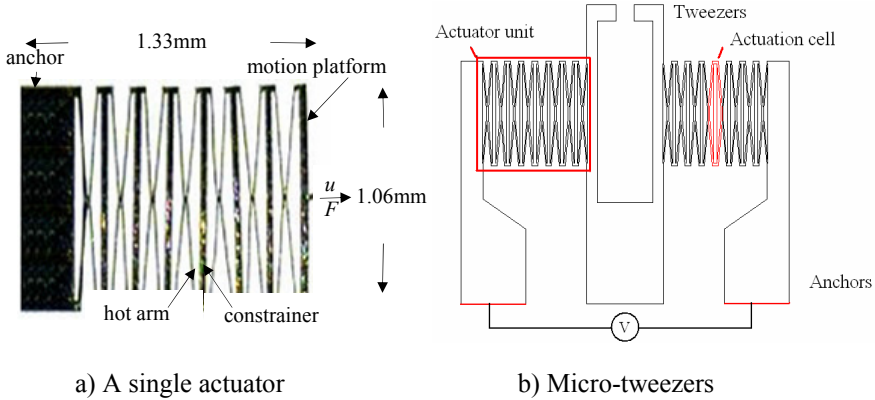 1.33mm
anchor
motion platform
u
F
1.06mm
hot arm
constrainer
a) A single actuator
Tweezers
Actuator unit
Actuation cell
Anchors
V
b) Micro-tweezers